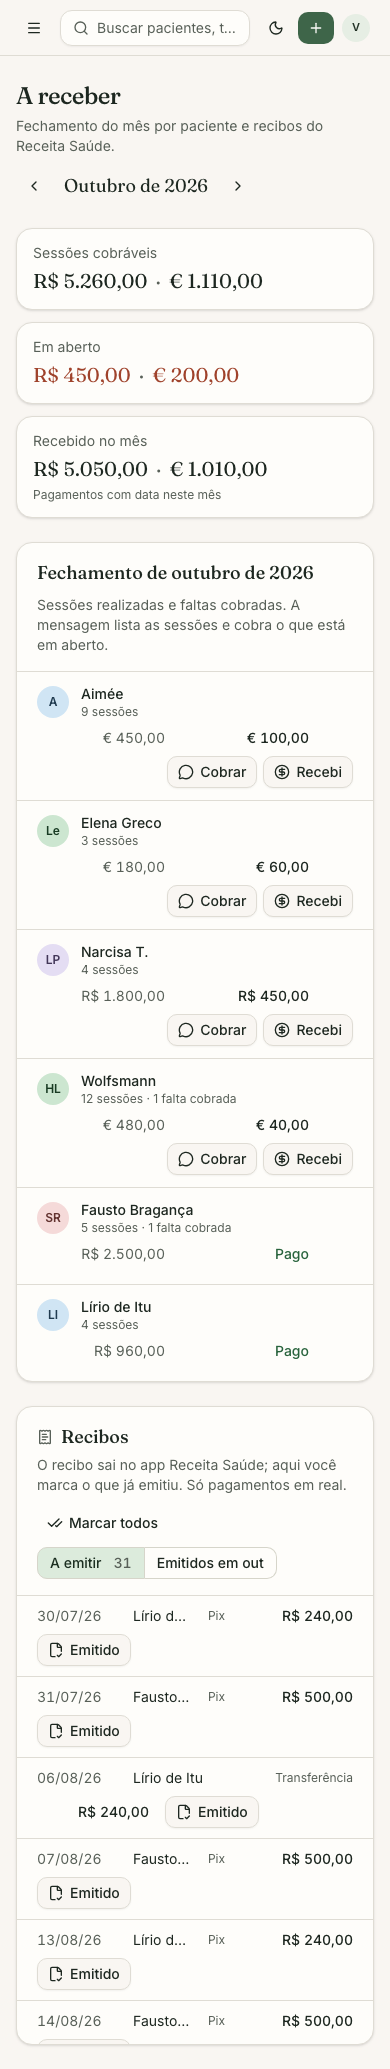 Buscar pacientes, t...
V
A receber
Fechamento do mês por paciente e recibos do
Receita Saúde.
Outubro de 2026
Sessões cobráveis
R$ 5.260,00 · € 1.110,00
Em aberto
R$ 450,00 · € 200,00
Recebido no mês
R$ 5.050,00 · € 1.010,00
Pagamentos com data neste mês
Fechamento de outubro de 2026
Sessões realizadas e faltas cobradas. A
mensagem lista as sessões e cobra o que está
em aberto.
A
Aimée
9 sessões
€ 450,00 € 100,00
Cobrar Recebi
Le
Elena Greco
3 sessões
€ 180,00 € 60,00
Cobrar Recebi
LP
Narcisa T.
4 sessões
R$ 1.800,00 R$ 450,00
Cobrar Recebi
HL
Wolfsmann
12 sessões · 1 falta cobrada
€ 480,00 € 40,00
Cobrar Recebi
SR
Fausto Bragança
5 sessões · 1 falta cobrada
R$ 2.500,00 Pago
LI
Lírio de Itu
4 sessões
R$ 960,00 Pago
Recibos
O recibo sai no app Receita Saúde; aqui você
marca o que já emitiu. Só pagamentos em real.
Marcar todos
A emitir 31 Emitidos em out
30/07/26 Lírio d... Pix R$ 240,00
Emitido
31/07/26 Fausto... Pix R$ 500,00
Emitido
06/08/26 Lírio de Itu Transferência
R$ 240,00 Emitido
07/08/26 Fausto... Pix R$ 500,00
Emitido
13/08/26 Lírio d... Pix R$ 240,00
Emitido
14/08/26 Fausto... Pix R$ 500,00